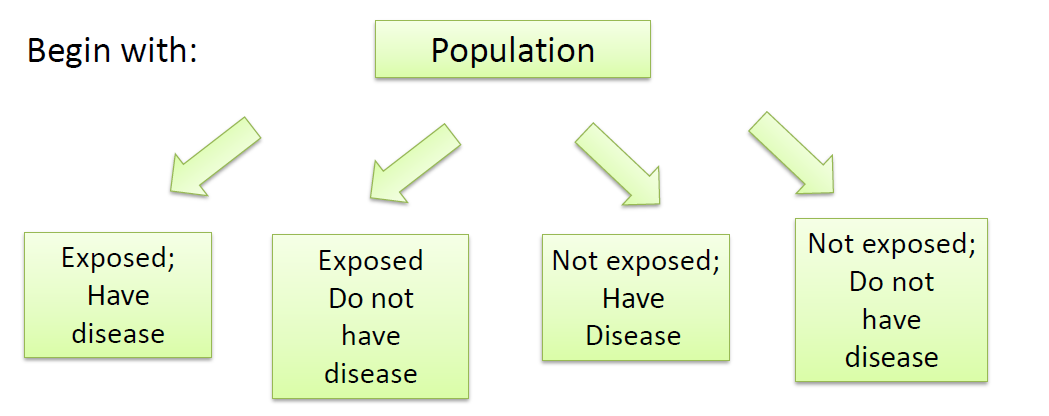 Begin with:
Population
Exposed;
Have
disease
Exposed
Do not
have
disease
Not exposed;
Have
Disease
Not exposed;
Do not
have
disease